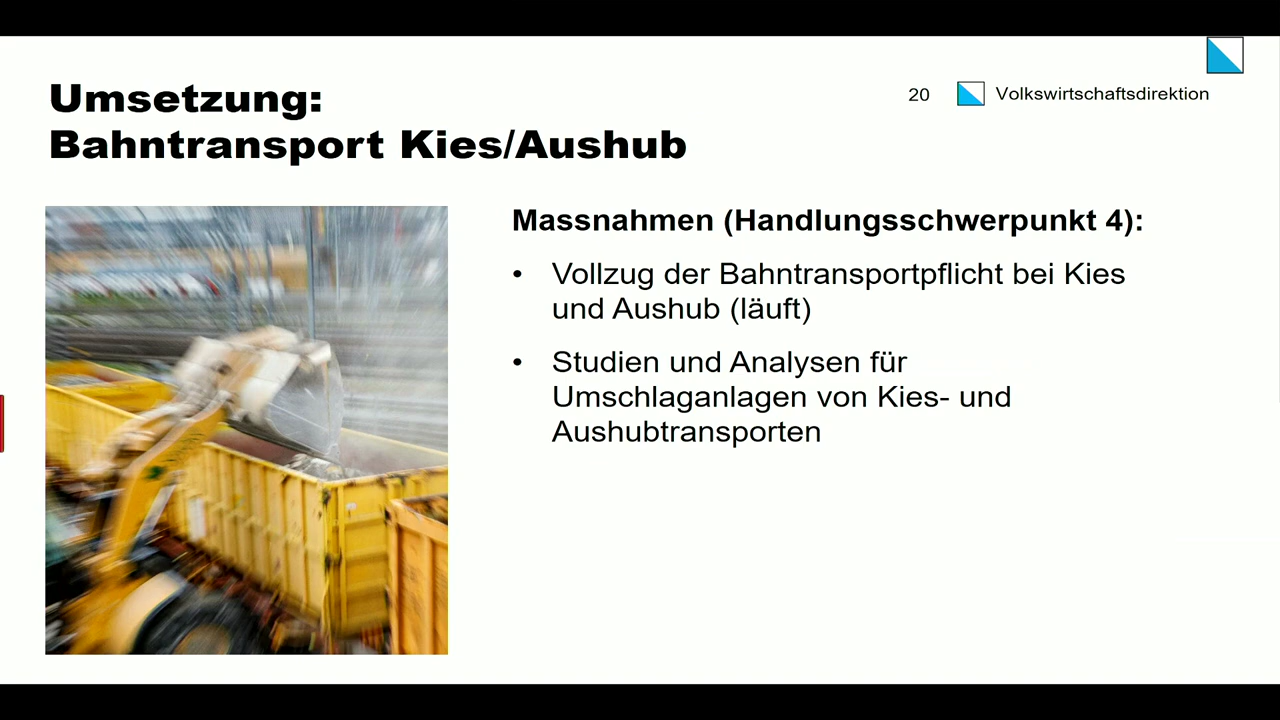 Umsetzung:
Bahntransport Kies/Aushub
20 Volkswirtschaftsdirektion
Massnahmen (Handlungsschwerpunkt 4):
• Vollzug der Bahntransportpflicht bei Kies
und Aushub (läuft)
• Studien und Analysen für
Umschlaganlagen von Kies- und
Aushubtransporten